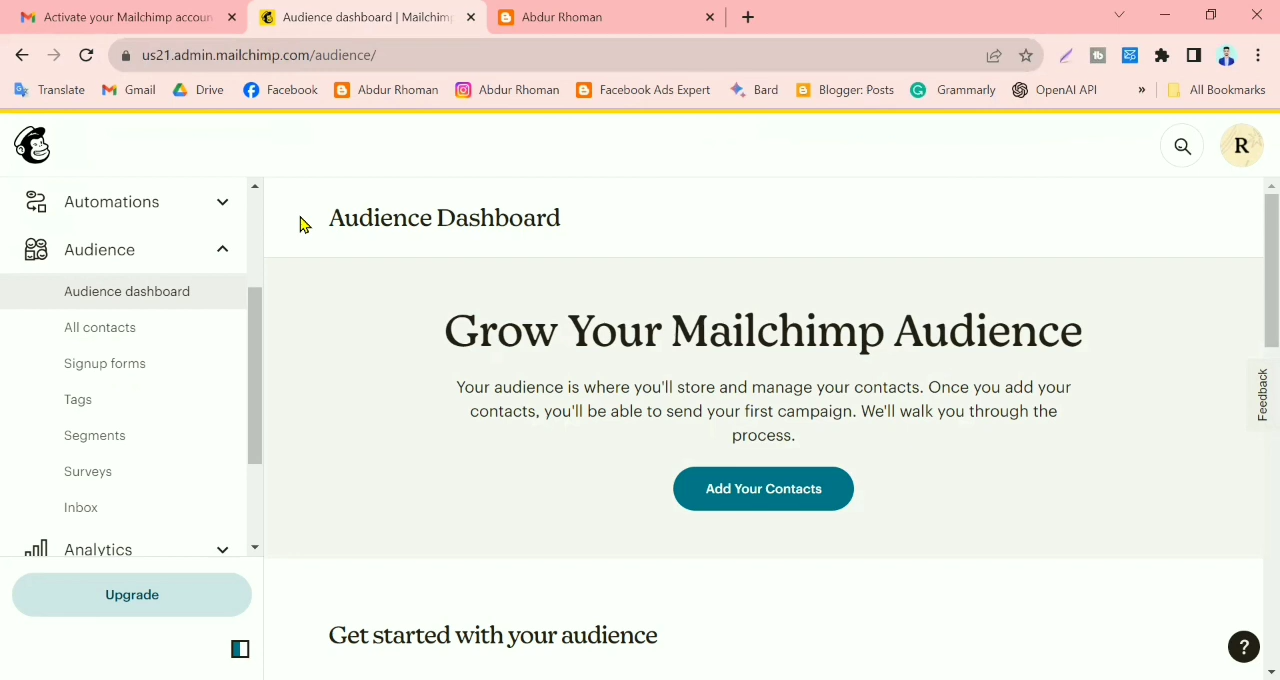 Activate your Mailchimp accoun
Audience dashboard | Mailchimp
Abdur Rhoman
us21.admin.mailchimp.com/audience/
Translate
Gmail
Drive
Facebook
Abdur Rhoman
Abdur Rhoman
Facebook Ads Expert
Bard
Blogger: Posts
Grammarly
OpenAI API
»
All Bookmarks
R
Automations
Audience
Audience dashboard
All contacts
Signup forms
Tags
Segments
Surveys
Inbox
Analytics
Upgrade
Audience Dashboard
Grow Your Mailchimp Audience
Your audience is where you'll store and manage your contacts. Once you add your
contacts, you'll be able to send your first campaign. We'll walk you through the
process.
Add Your Contacts
Feedback
Get started with your audience
?